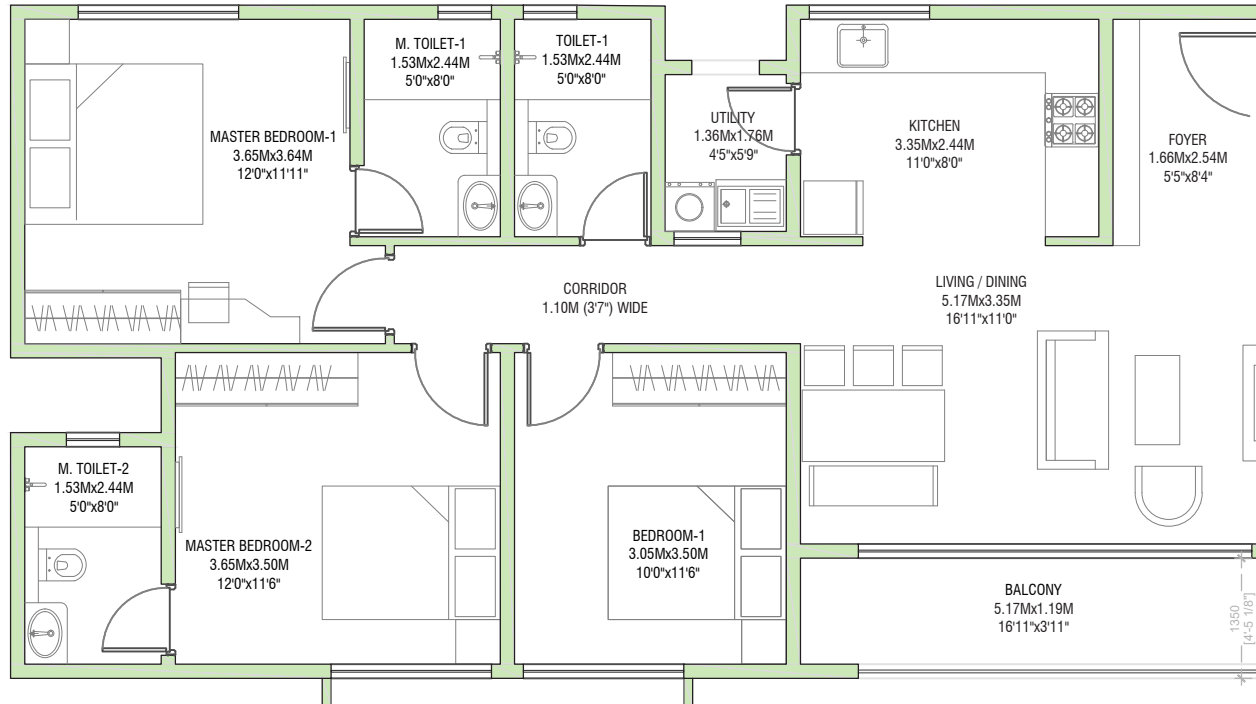 M. TOILET-1
1.53Mx2.44M
5'0"x8'0"
TOILET-1
1.53Mx2.44M
5'0"x8'0"
MASTER BEDROOM-1
3.65Mx3.64M
12'0"x11'11"
UTILITY
1.36Mx1.76M
4'5"x5'9"
KITCHEN
3.35Mx2.44M
11'0"x8'0"
FOYER
1.66Mx2.54M
5'5"x8'4"
CORRIDOR
1.10M (3'7") WIDE
LIVING / DINING
5.17Mx3.35M
16'11"x11'0"
M. TOILET-2
1.53Mx2.44M
5'0"x8'0"
MASTER BEDROOM-2
3.65Mx3.50M
12'0"x11'6"
BEDROOM-1
3.05Mx3.50M
10'0"x11'6"
BALCONY
5.17Mx1.19M
16'11"x3'11"
1350
[4'-5 1/8"]